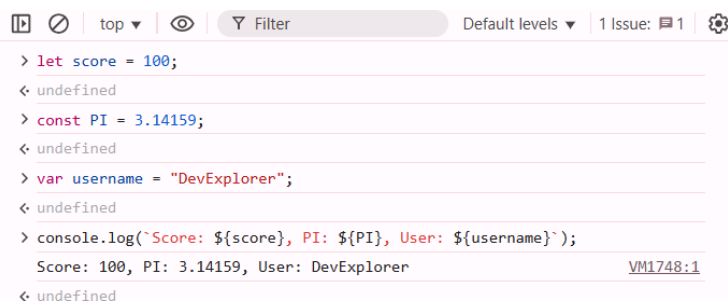 top ▼ Filter Default levels ▼ 1 Issue: 1
> let score = 100;
<· undefined
> const PI = 3.14159;
<· undefined
> var username = "DevExplorer";
<· undefined
> console.log(`Score: ${score}, PI: ${PI}, User: ${username}`);
Score: 100, PI: 3.14159, User: DevExplorer VM1748:1
<· undefined